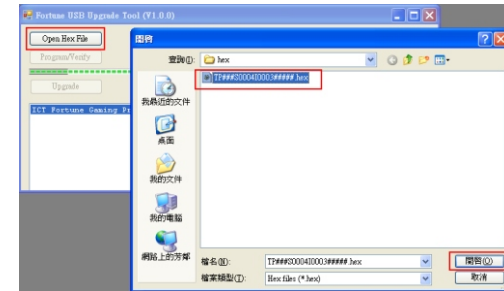 Fortune USB Upgrade Tool (V1.0.0)
Open Hex File
Program/Verify
Upgrade
ICT Fortune Gaming Pr
開啟
查詢(I):
hex
TP###S0004I0003#####.hex
我最近的文件
桌面
我的文件
我的電腦
網路上的芳鄰
檔名(N):
TP###S0004I0003#####.hex
開啟(O)
檔案類型(T):
Hex files (*.hex)
取消